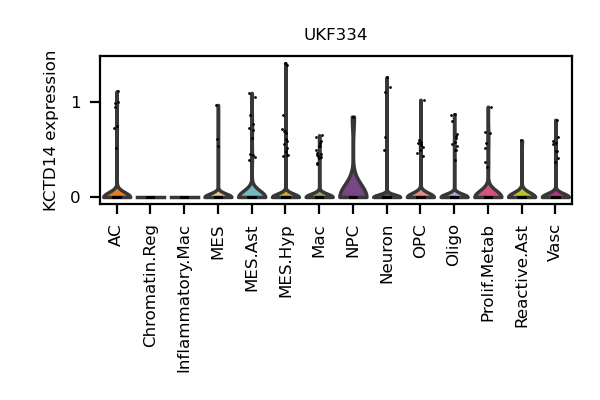 UKF334
KCTD14 expression
1
0
AC
Chromatin.Reg
Inflammatory.Mac
MES
MES.Ast
MES.Hyp
Mac
NPC
Neuron
OPC
Oligo
Prolif.Metab
Reactive.Ast
Vasc